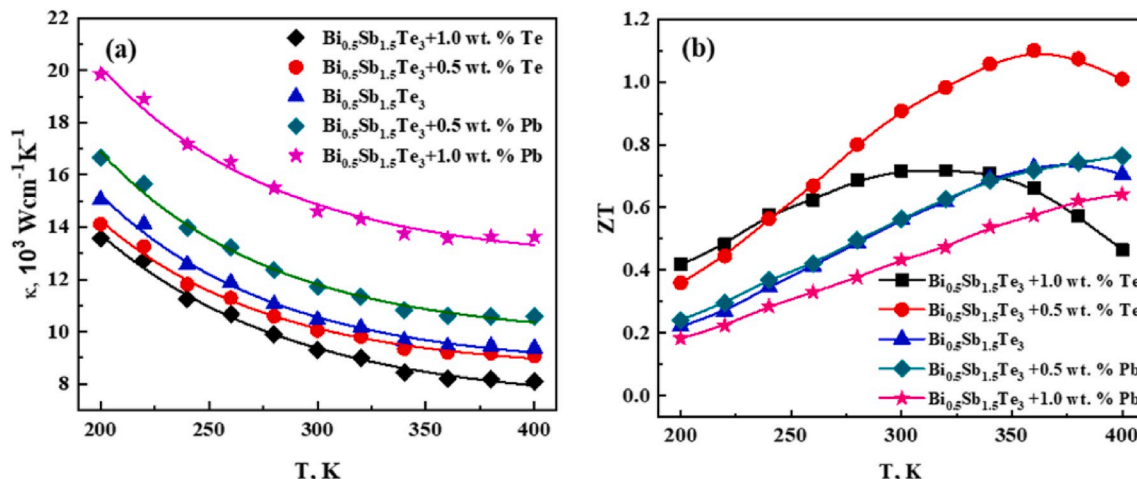 (a)
Bi0.5Sb1.5Te3+1.0 wt. % Te
Bi0.5Sb1.5Te3+0.5 wt. % Te
Bi0.5Sb1.5Te3
Bi0.5Sb1.5Te3+0.5 wt. % Pb
Bi0.5Sb1.5Te3+1.0 wt. % Pb
κ, 10³ Wcm⁻¹K⁻¹
22
20
18
16
14
12
10
8
200 250 300 350 400
T, K
(b)
ZT
1.2
1.0
0.8
0.6
0.4
0.2
0.0
Bi0.5Sb1.5Te3 +1.0 wt. % Te
Bi0.5Sb1.5Te3 +0.5 wt. % Te
Bi0.5Sb1.5Te3
Bi0.5Sb1.5Te3 +0.5 wt. % Pb
Bi0.5Sb1.5Te3 +1.0 wt. % Pb
200 250 300 350 400
T, K